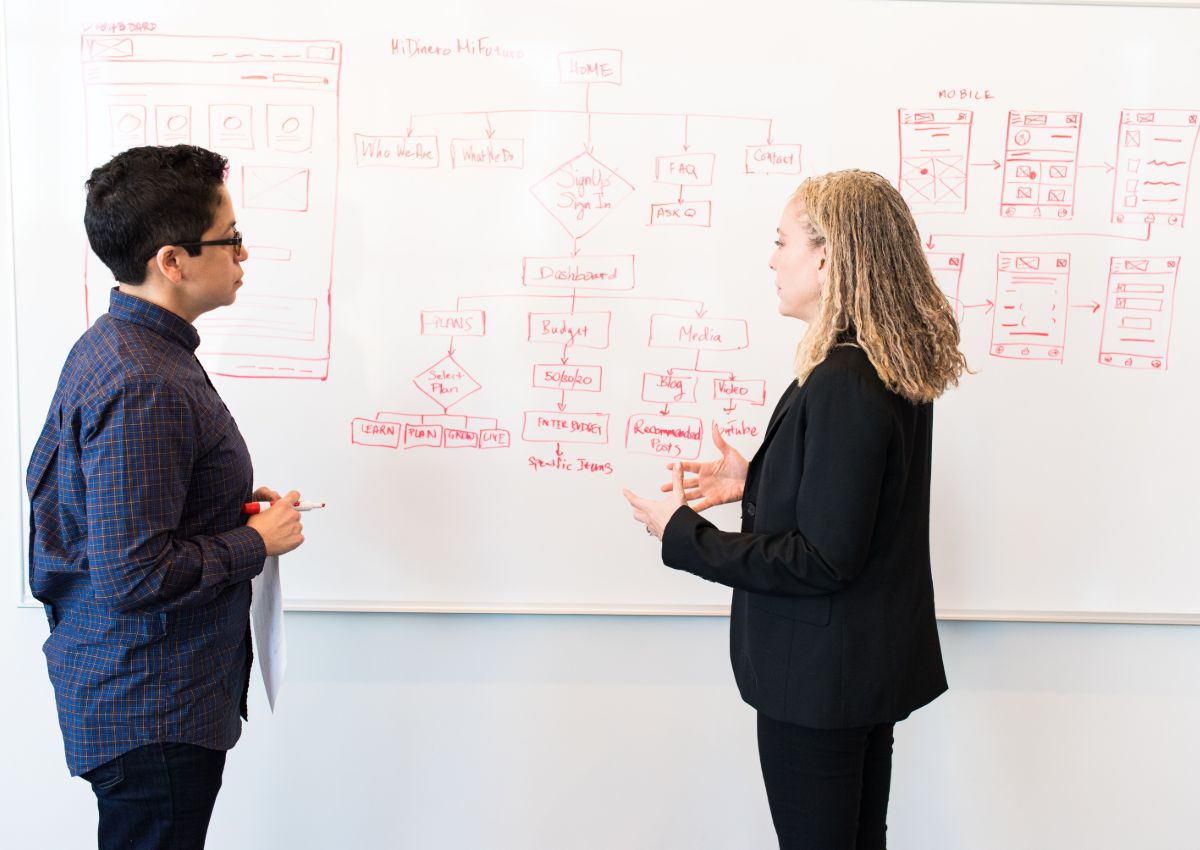 DASHBOARD
MiDinero MiFuturo
HOME
Who We Are
What We Do
SignUp
Sign In
FAQ
Contact
ASK Q
Dashboard
PLANS
Budget
Media
Select
Plan
50/30/20
Blog
Video
LEARN
PLAN
GROW
LIVE
ENTER BUDGET
Recommended
Posts
YouTube
Specific Items
MOBILE